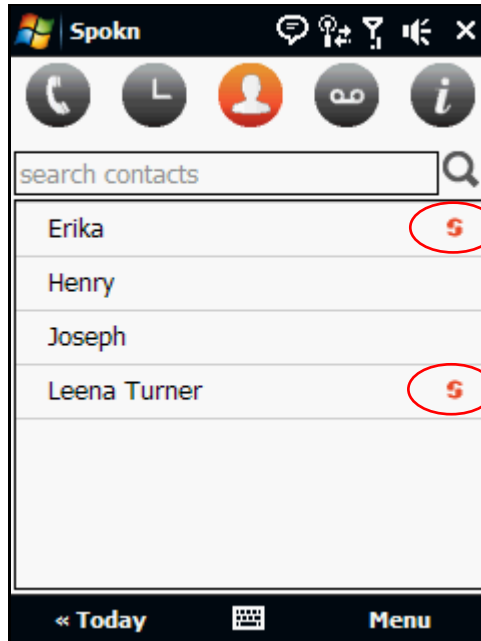 Spokn
search contacts
Erika S
Henry
Joseph
Leena Turner S
« Today Menu